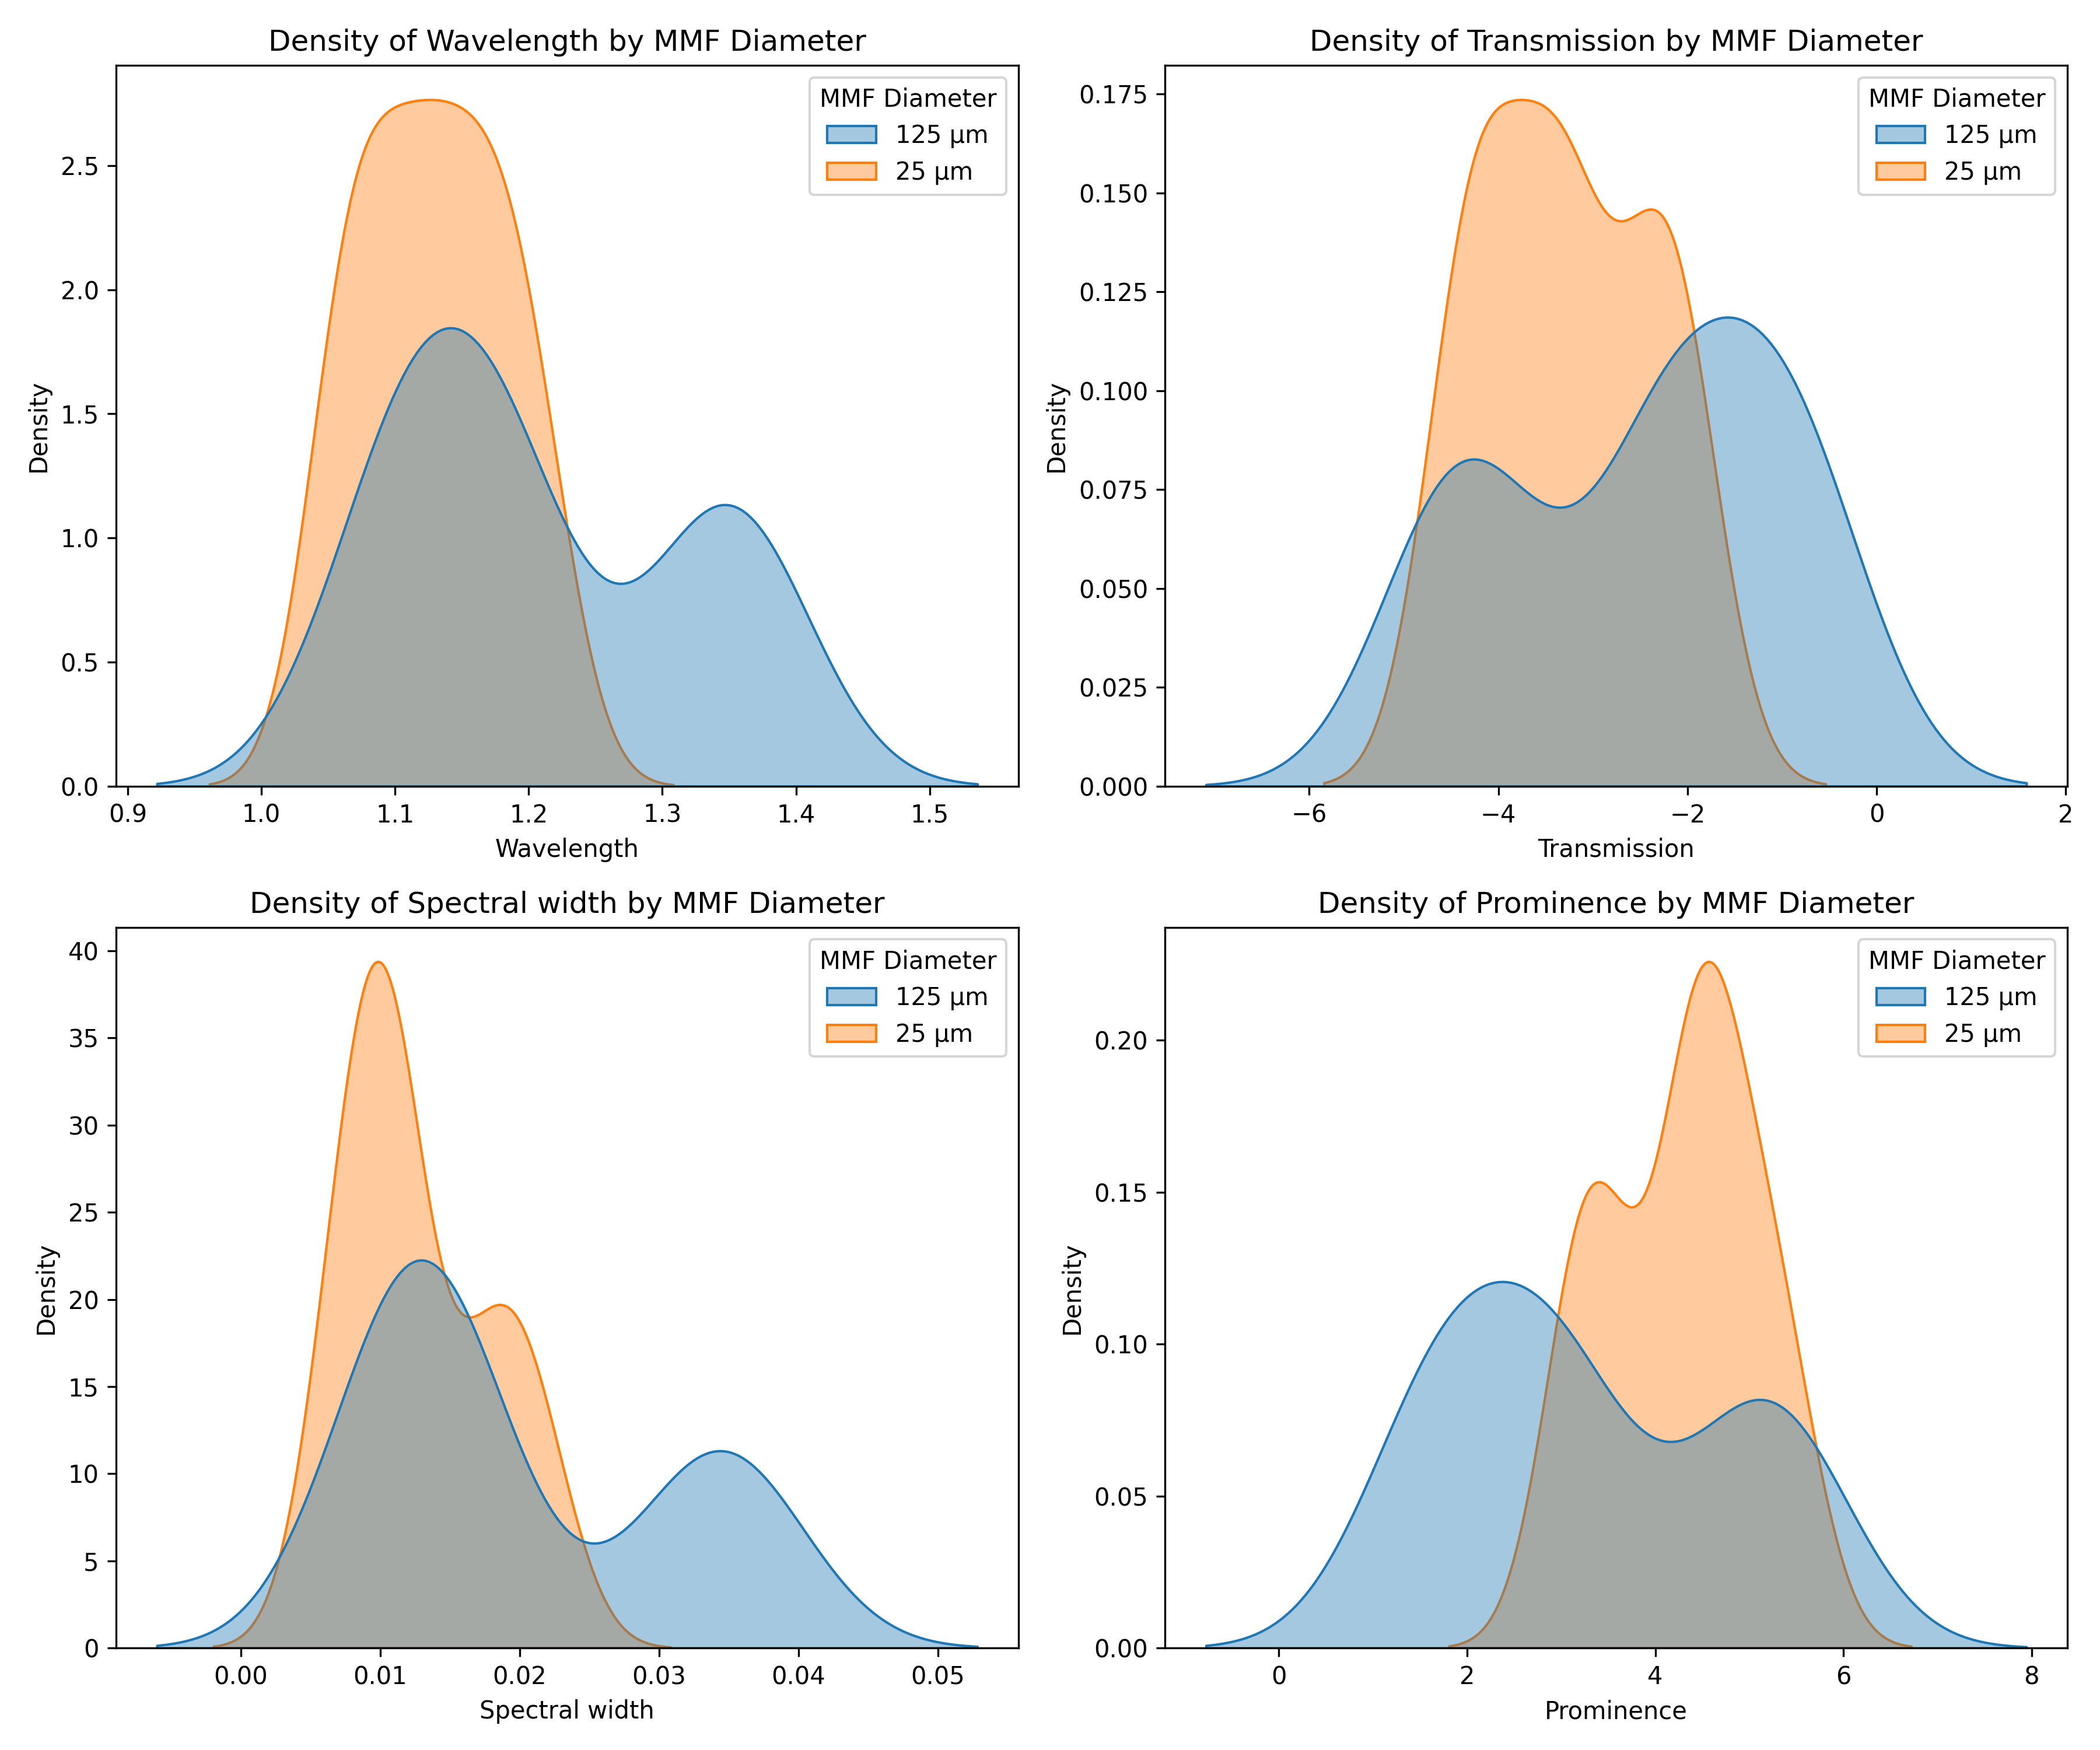 Density of Wavelength by MMF Diameter
MMF Diameter
125 µm
25 µm
Density
2.5
2.0
1.5
1.0
0.5
0.0
0.9 1.0 1.1 1.2 1.3 1.4 1.5
Wavelength
Density of Transmission by MMF Diameter
MMF Diameter
125 µm
25 µm
Density
0.175
0.150
0.125
0.100
0.075
0.050
0.025
0.000
−6 −4 −2 0 2
Transmission
Density of Spectral width by MMF Diameter
MMF Diameter
125 µm
25 µm
Density
40
35
30
25
20
15
10
5
0
0.00 0.01 0.02 0.03 0.04 0.05
Spectral width
Density of Prominence by MMF Diameter
MMF Diameter
125 µm
25 µm
Density
0.20
0.15
0.10
0.05
0.00
0 2 4 6 8
Prominence